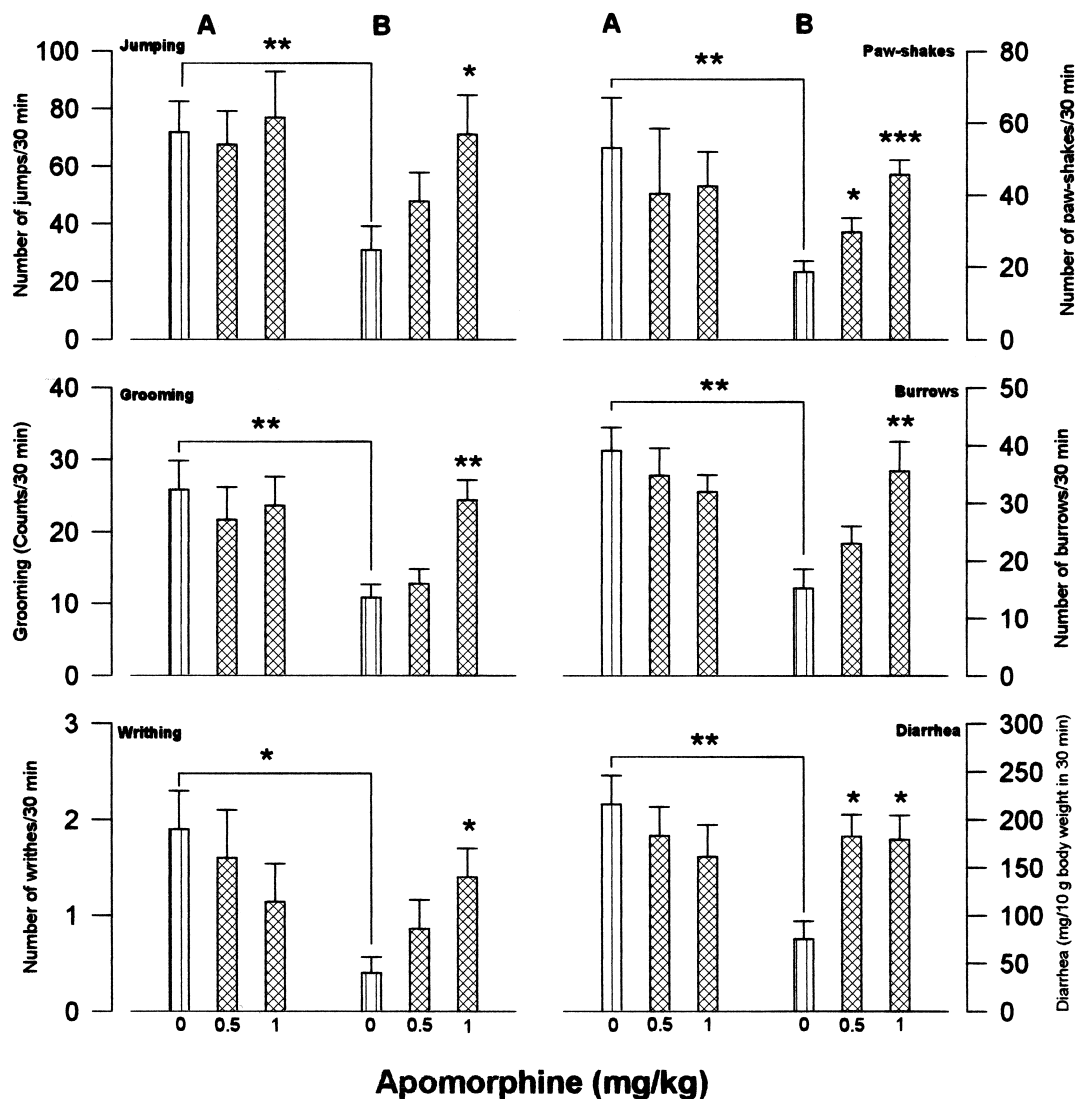 A B A B
Jumping ** * Paw-shakes **
* ***
Number of jumps/30 min
100
80
60
40
20
0
Number of paw-shakes/30 min
80
60
40
20
0
Grooming ** ** Burrows ** **
Grooming (Counts/30 min)
40
30
20
10
0
Number of burrows/30 min
50
40
30
20
10
0
Writhing * * Diarrhea ** * *
Number of writhes/30 min
3
2
1
0
Diarrhea (mg/10 g body weight in 30 min)
300
250
200
150
100
50
0
0 0.5 1 0 0.5 1 0 0.5 1 0 0.5 1
Apomorphine (mg/kg)